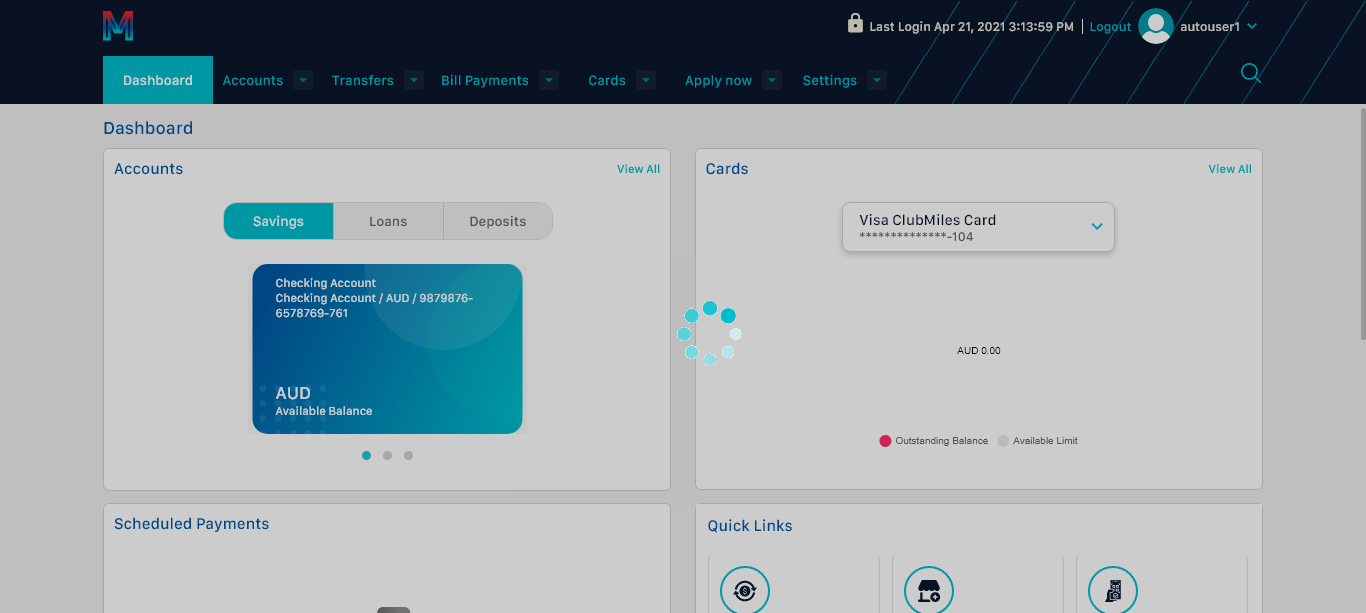 M
Last Login Apr 21, 2021 3:13:59 PM
Logout
autouser1
Dashboard
Accounts
Transfers
Bill Payments
Cards
Apply now
Settings
Dashboard
Accounts
View All
Savings
Loans
Deposits
Checking Account
Checking Account / AUD / 9879876-
6578769-761
AUD
Available Balance
Cards
View All
Visa ClubMiles Card
**************-104
AUD 0.00
Outstanding Balance
Available Limit
Scheduled Payments
Quick Links